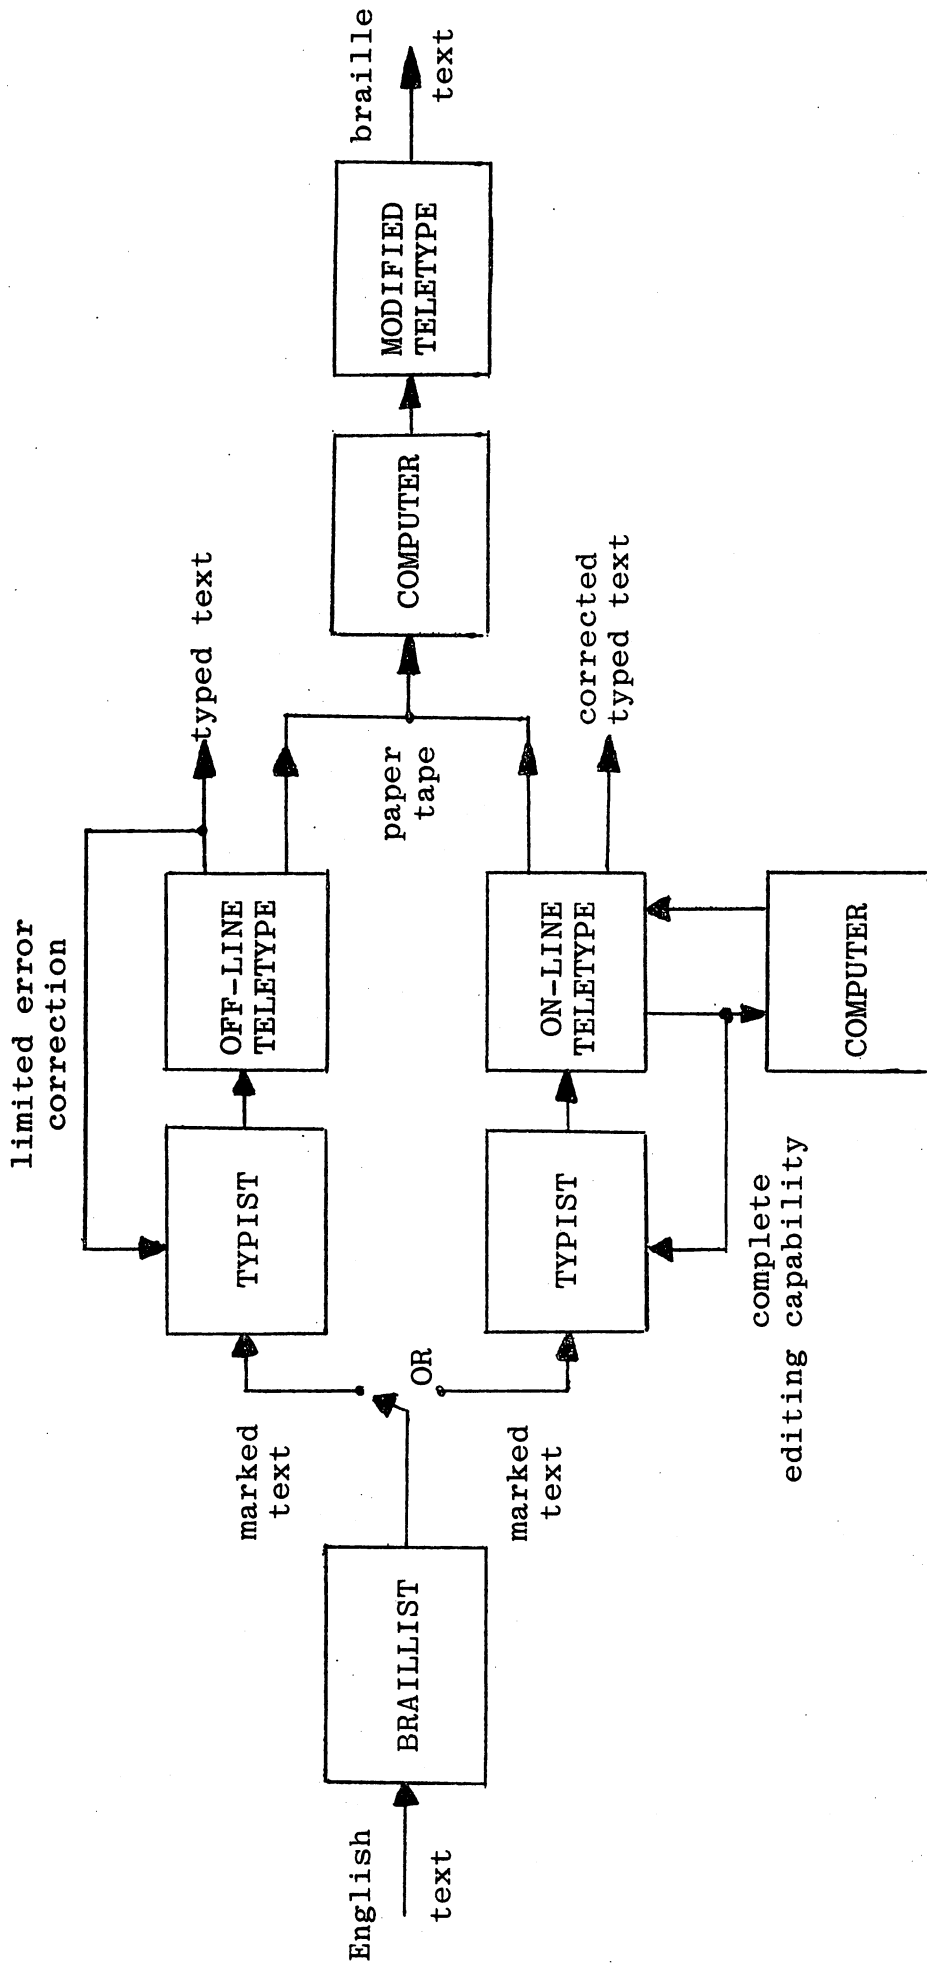 English
text
BRAILLIST
marked
text
marked
text
OR
TYPIST
TYPIST
limited error
correction
complete
editing capability
OFF-LINE
TELETYPE
ON-LINE
TELETYPE
COMPUTER
typed text
paper
tape
corrected
typed text
COMPUTER
MODIFIED
TELETYPE
braille
text